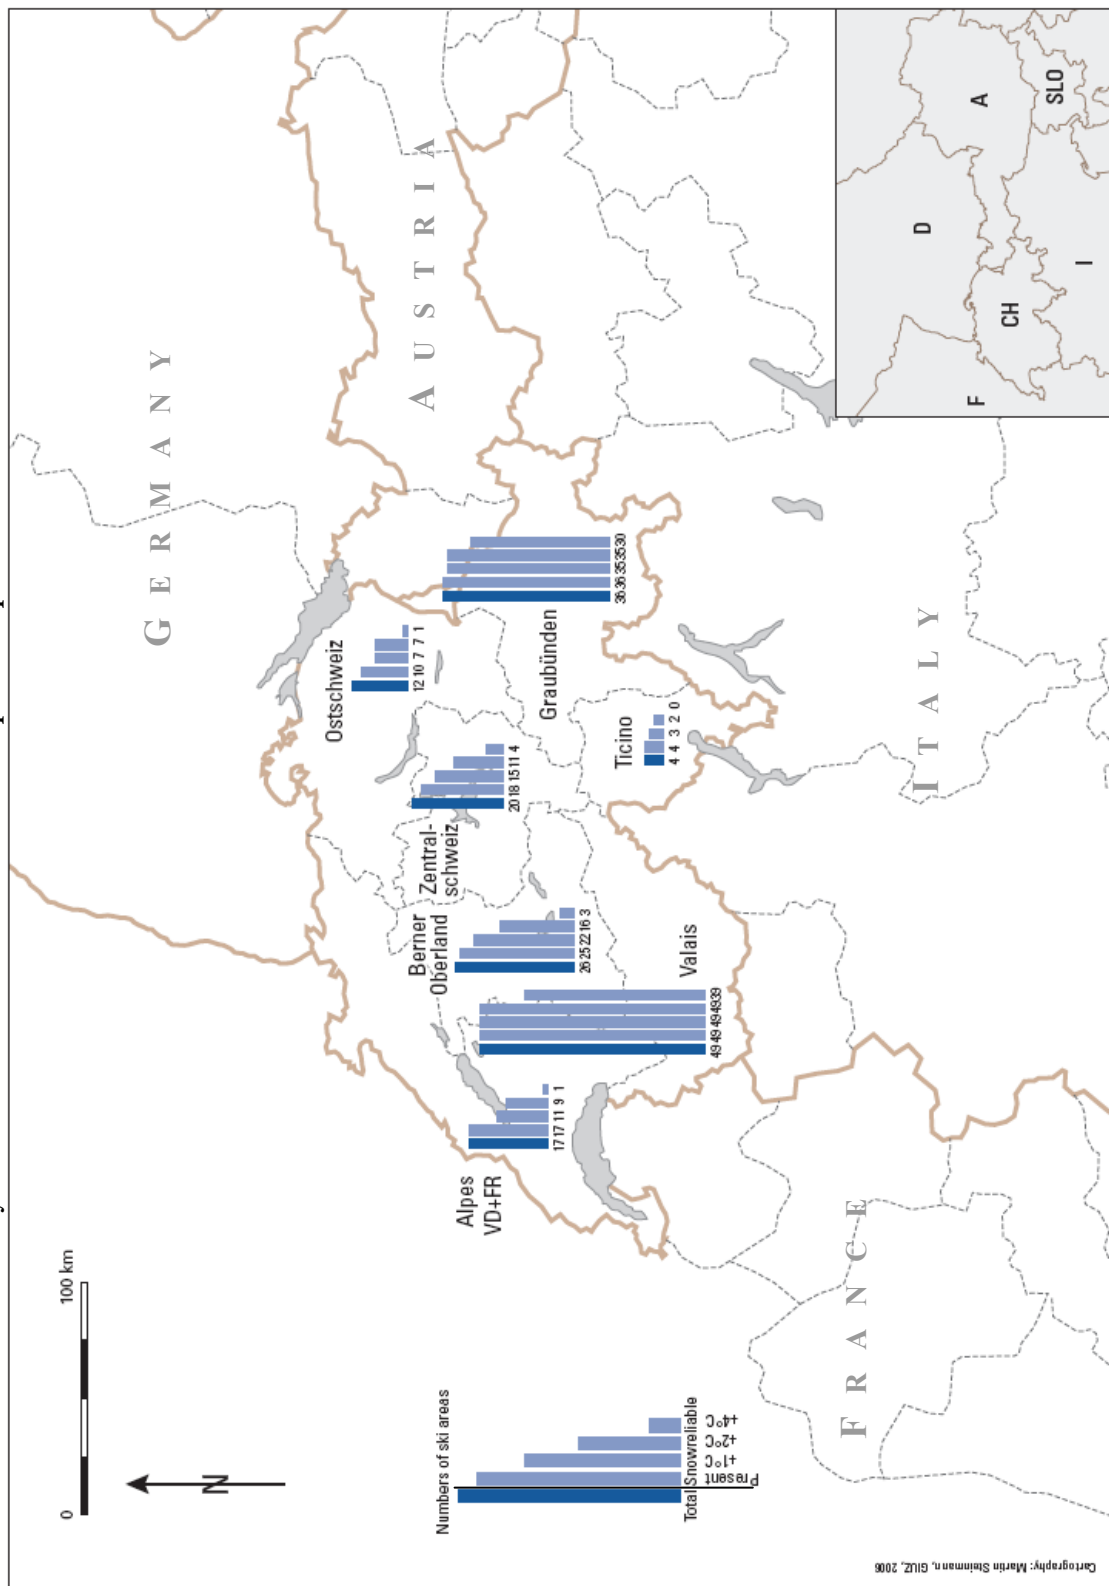 0 100 km
N
GERMANY
AUSTRIA
FRANCE
ITALY
Numbers of ski areas
Total Snowreliable
Present
+1°C
+2°C
+4°C
Alpes
VD+FR
17 17 11 9 1
Valais
49 49 49 49 39
Berner
Oberland
26 25 22 16 3
Zentral-
schweiz
20 18 15 11 4
Ostschweiz
12 10 7 7 1
Graubünden
36 36 35 35 30
Ticino
4 4 3 2 0
F
D
CH
A
I
SLO
Cartography: Martin Steinmann, GIUZ, 2006